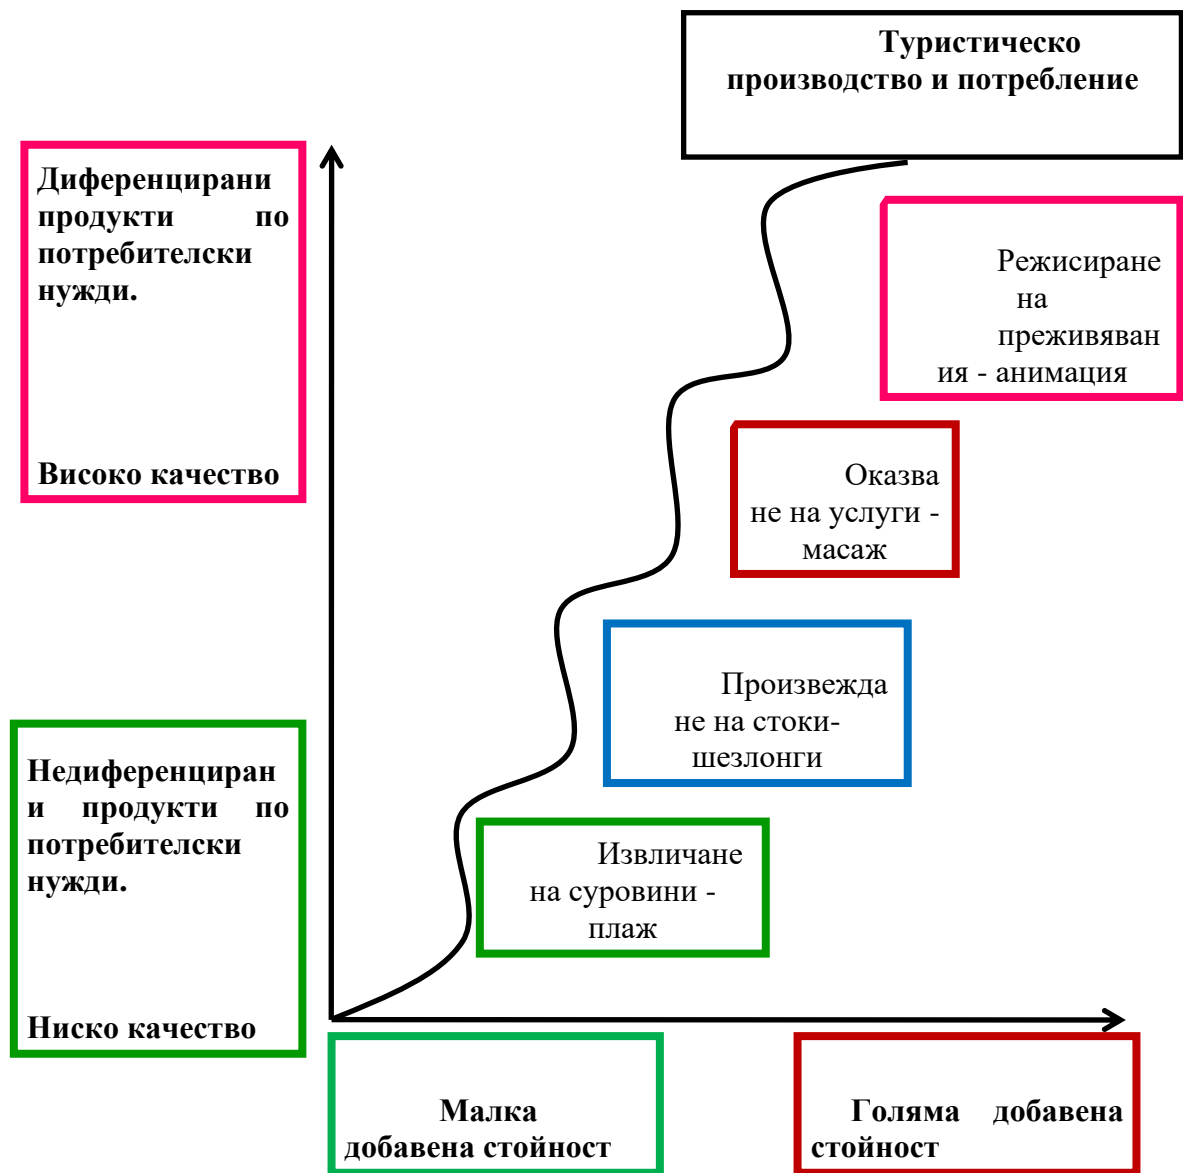 Туристическо
производство и потребление
Диференцирани
продукти по
потребителски
нужди.
Високо качество
Режисиране
на
преживяван
ия - анимация
Оказва
не на услуги -
масаж
Произвежда
не на стоки-
шезлонги
Недиференциран
и продукти по
потребителски
нужди.
Ниско качество
Извличане
на суровини -
плаж
Малка
добавена стойност
Голяма добавена
стойност